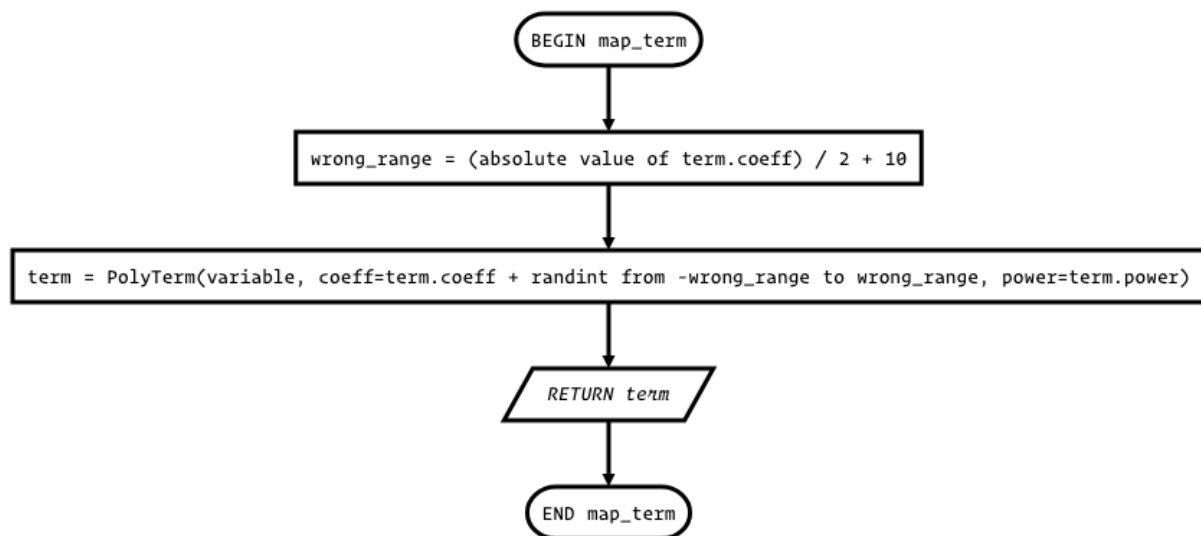 BEGIN map_term
wrong_range = (absolute value of term.coeff) / 2 + 10
term = PolyTerm(variable, coeff=term.coeff + randint from -wrong_range to wrong_range, power=term.power)
RETURN term
END map_term